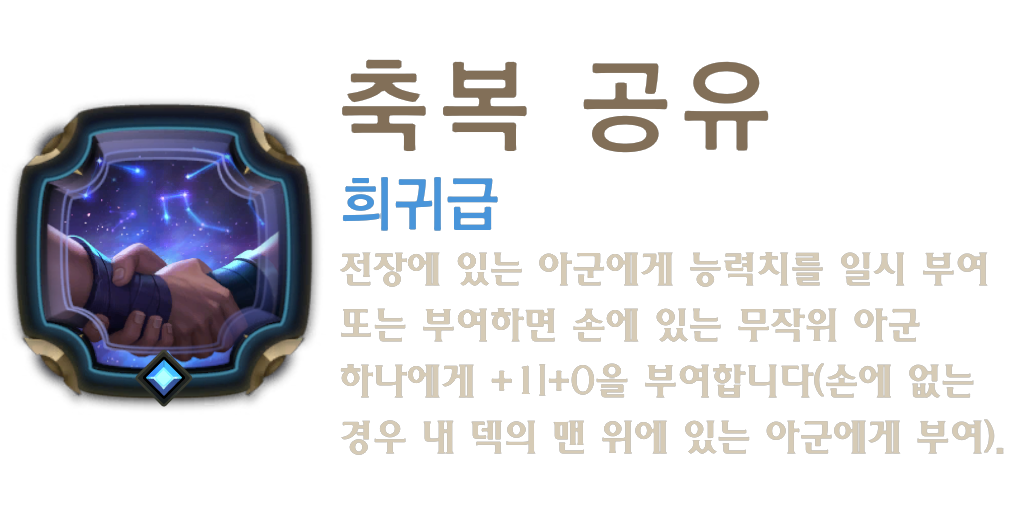 축복 공유
희귀급
전장에 있는 아군에게 능력치를 일시 부여
또는 부여하면 손에 있는 무작위 아군
하나에게 +1|+0을 부여합니다(손에 없는
경우 내 덱의 맨 위에 있는 아군에게 부여).